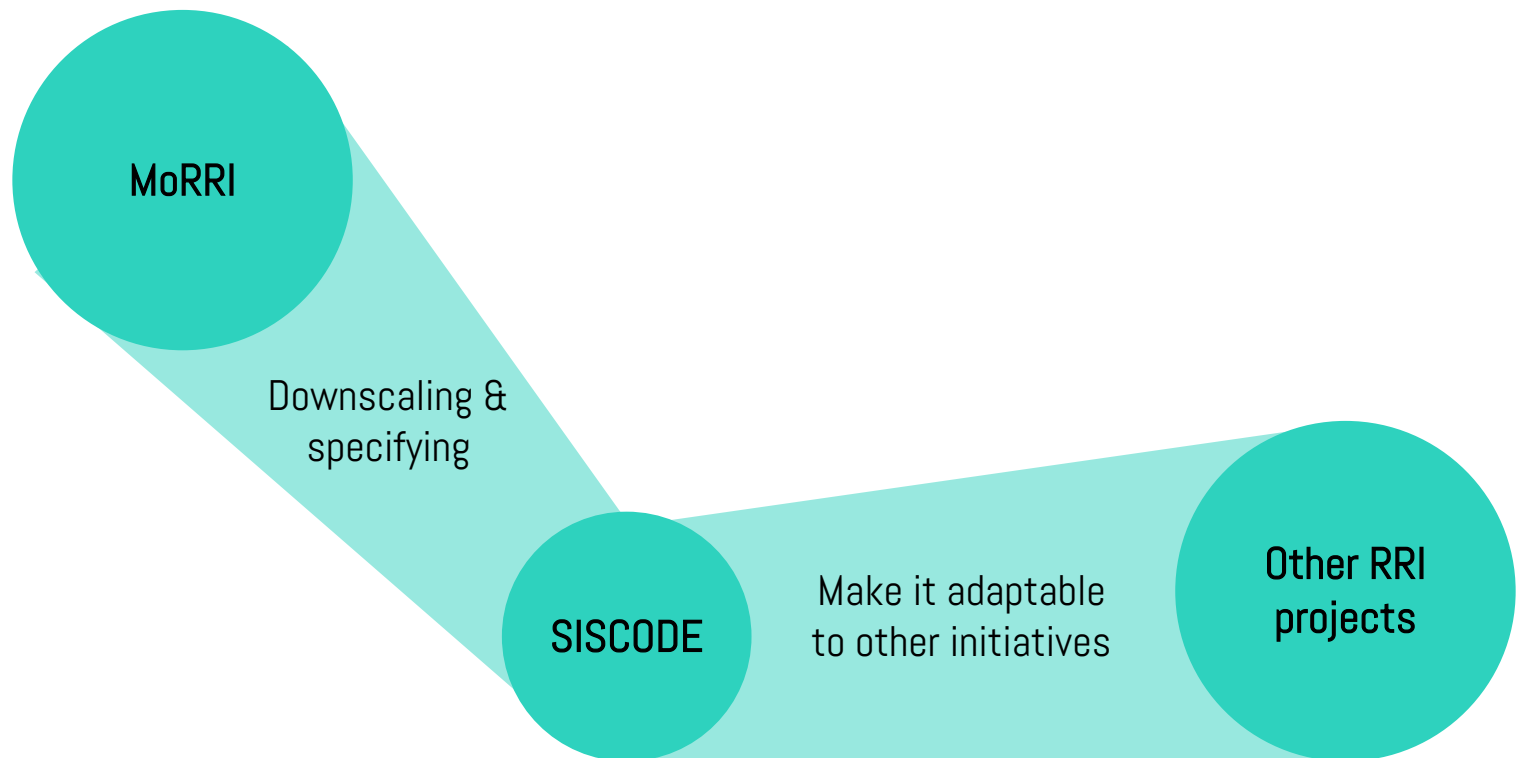 MoRRI
Downscaling &
specifying
SISCODE
Make it adaptable
to other initiatives
Other RRI
projects